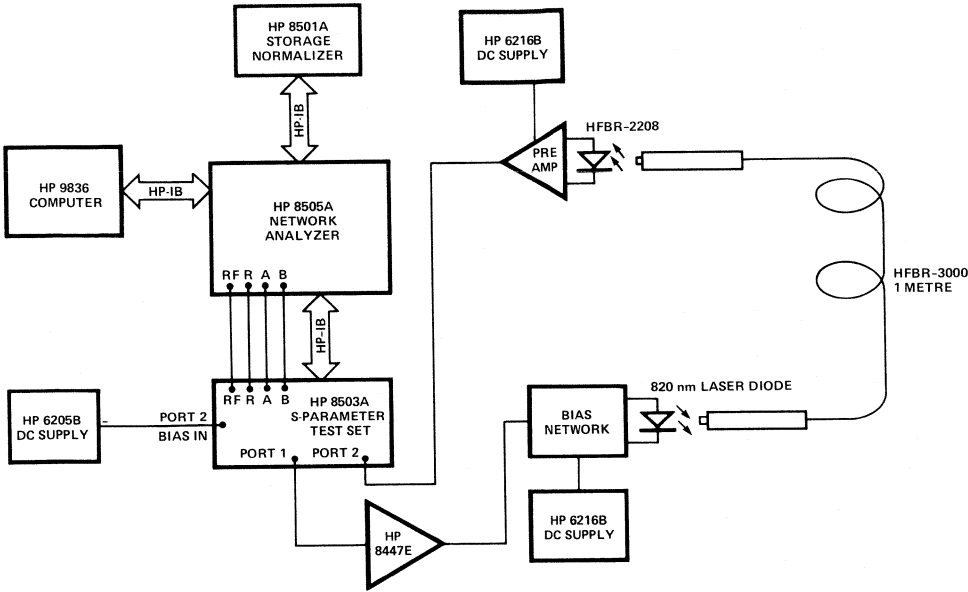 HP 8501A
STORAGE
NORMALIZER
HP 6216B
DC SUPPLY
HP-IB
HFBR-2208
PRE
AMP
HP 9836
COMPUTER
HP-IB
HP 8505A
NETWORK
ANALYZER
RF R A B
HFBR-3000
1 METRE
HP-IB
820 nm LASER DIODE
HP 6205B
DC SUPPLY
–
PORT 2
BIAS IN
RF R A B
HP 8503A
S-PARAMETER
TEST SET
PORT 1 PORT 2
BIAS
NETWORK
HP
8447E
HP 6216B
DC SUPPLY